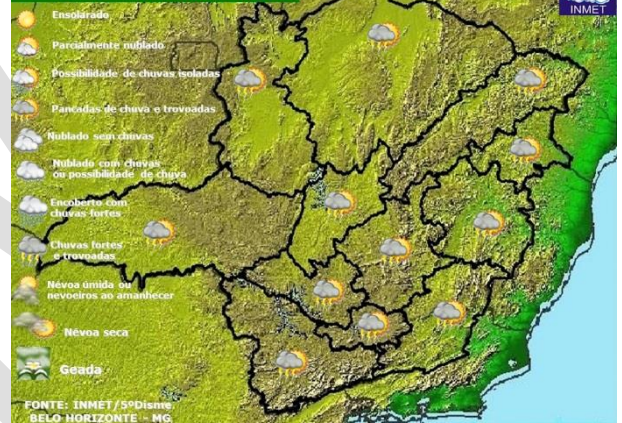 INMET
Ensolarado
Parcialmente nublado
Possibilidade de chuvas isoladas
Pancadas de chuva e trovoadas
Nublado sem chuvas
Nublado com chuvas
ou possibilidade de chuva
Encoberto com
chuvas fortes
Chuvas fortes
e trovoadas
Névoa úmida ou
nevoeiros ao amanhecer
Névoa seca
Geada
FONTE: INMET/5ºDisme.
BELO HORIZONTE - MG